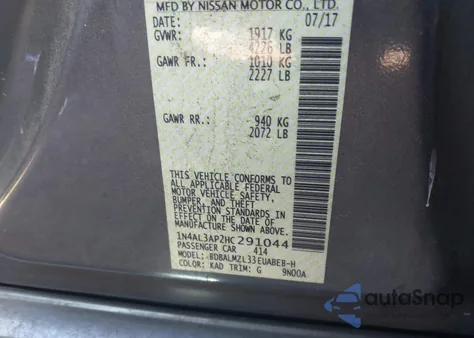 MFD BY NISSAN MOTOR CO., LTD.
DATE: 07/17
GVWR: 1917 KG
4226 LB
GAWR FR.: 1010 KG
2227 LB
GAWR RR.: 940 KG
2072 LB
THIS VEHICLE CONFORMS TO
ALL APPLICABLE FEDERAL
MOTOR VEHICLE SAFETY,
BUMPER, AND THEFT
PREVENTION STANDARDS IN
EFFECT ON THE DATE OF
MANUFACTURE SHOWN ABOVE.
1N4AL3AP2HC291044
PASSENGER CAR 414
MODEL: BDBALMZL33EUABEB-H
COLOR: KAD TRIM: G 9N00A
autoSnap